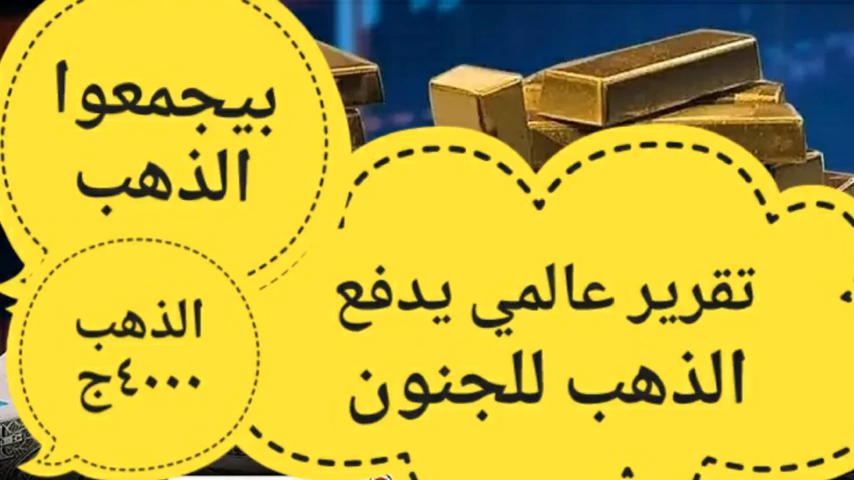 بيجمعوا
الذهب
تقرير عالمي يدفع
الذهب للجنون
الذهب
٤٠٠٠ج